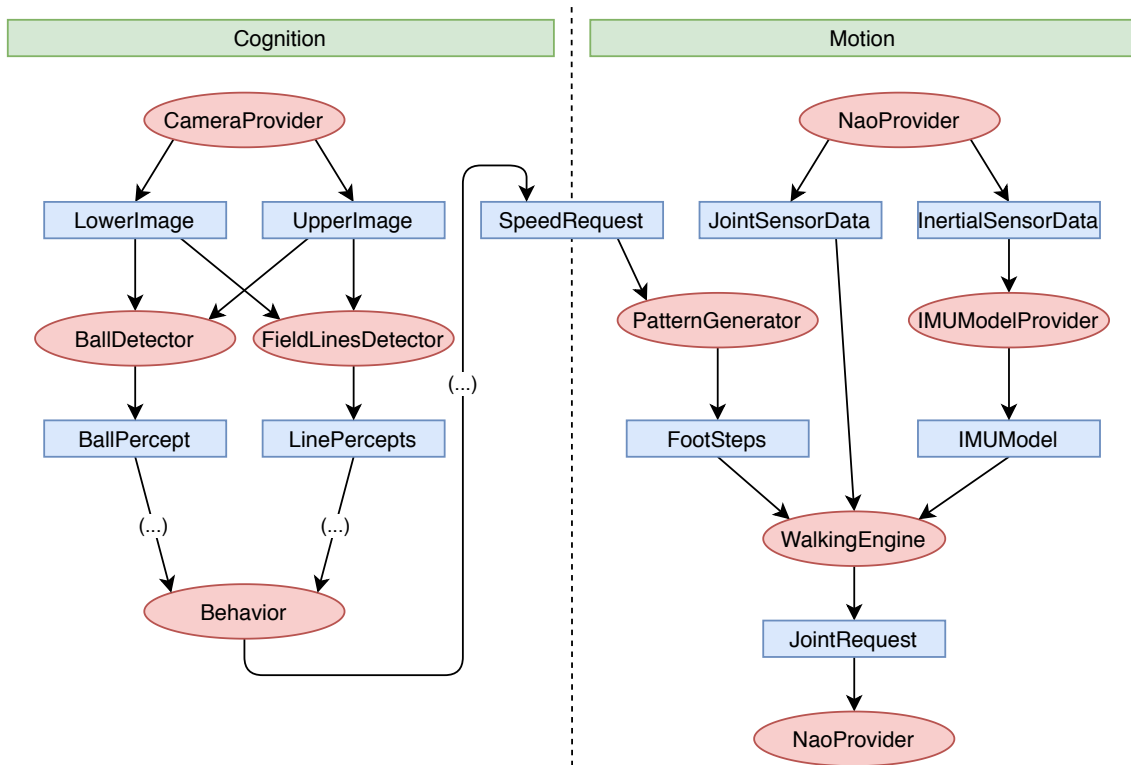 Cognition
Motion
CameraProvider
NaoProvider
LowerImage
UpperImage
SpeedRequest
JointSensorData
InertialSensorData
BallDetector
FieldLinesDetector
PatternGenerator
IMUModelProvider
(...)
BallPercept
LinePercepts
FootSteps
IMUModel
(...)
(...)
WalkingEngine
Behavior
JointRequest
NaoProvider